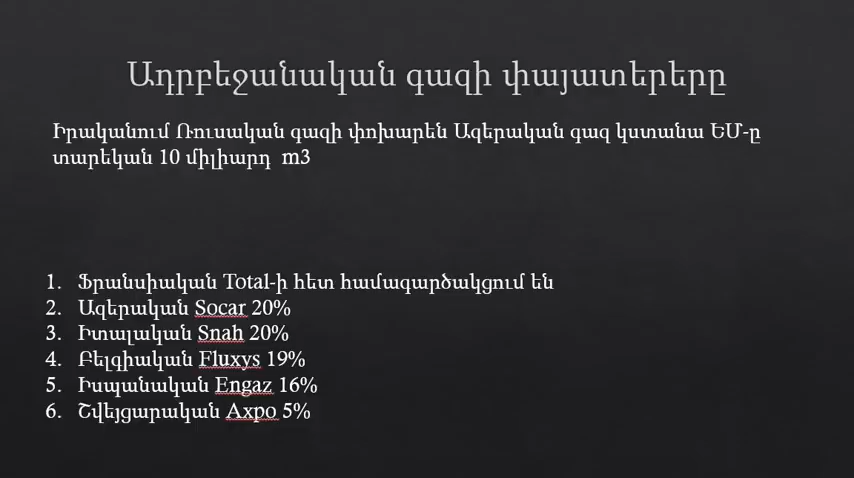 Ադրբեջանական գազի փայատերերը
Իրականում Ռուսական գազի փոխարեն Ազերական գազ կստանա ԵՄ-ը
տարեկան 10 միլիարդ m3
1. Ֆրանսիական Total-ի հետ համագարծակցում են
2. Ազերական Socar 20%
3. Իտալական Snah 20%
4. Բելգիական Fluxys 19%
5. Իսպանական Engaz 16%
6. Շվեյցարական Axpo 5%